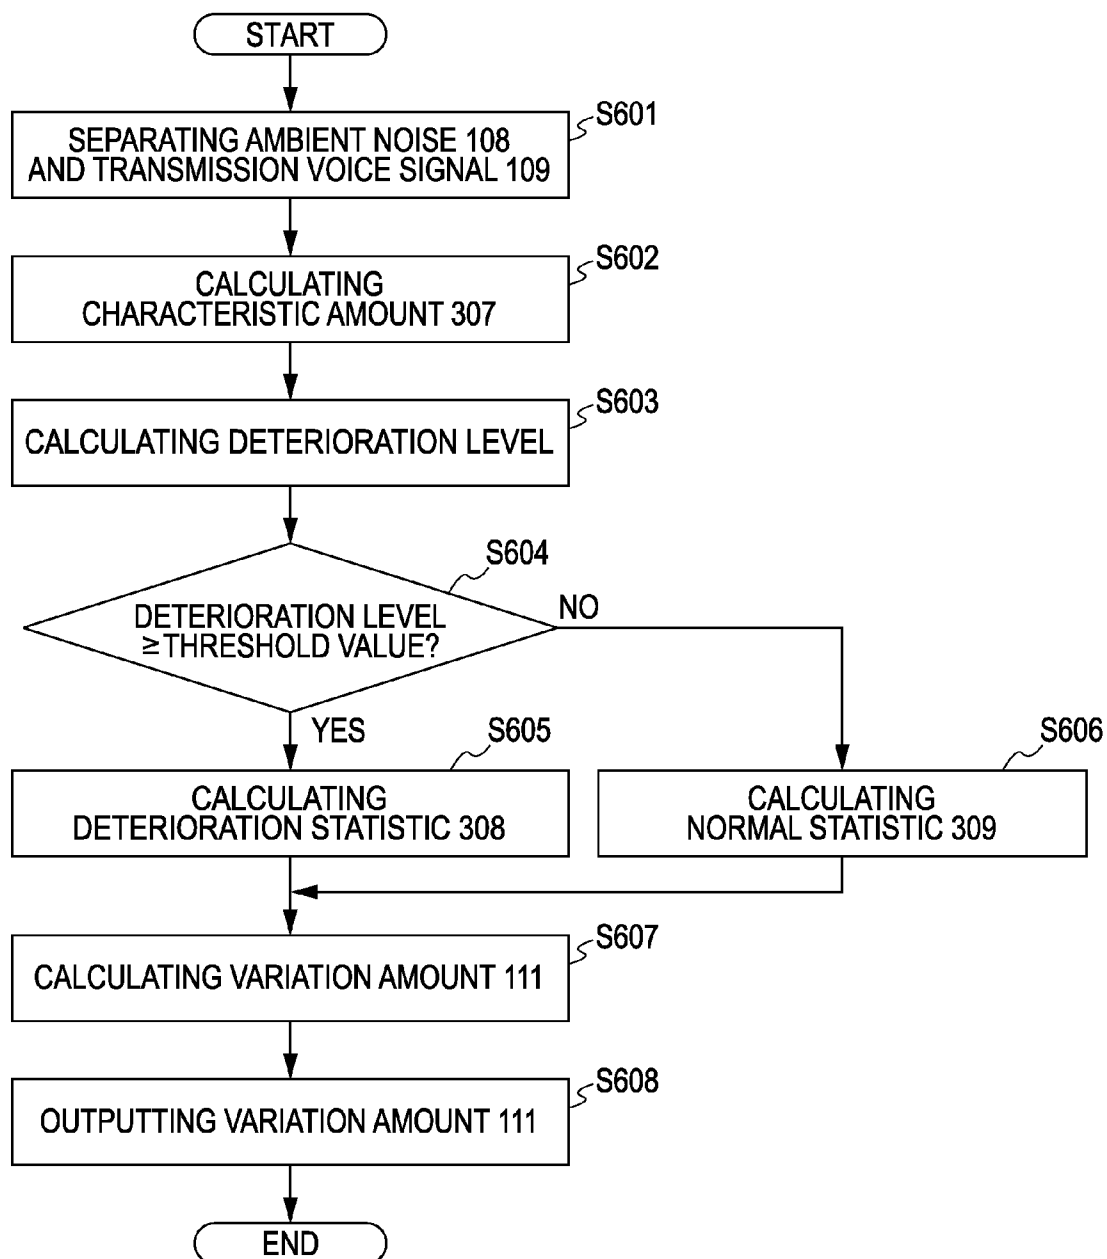 START
S601
SEPARATING AMBIENT NOISE 108
AND TRANSMISSION VOICE SIGNAL 109
S602
CALCULATING
CHARACTERISTIC AMOUNT 307
S603
CALCULATING DETERIORATION LEVEL
S604
DETERIORATION LEVEL
≥ THRESHOLD VALUE?
NO
YES
S605
CALCULATING
DETERIORATION STATISTIC 308
S606
CALCULATING
NORMAL STATISTIC 309
S607
CALCULATING VARIATION AMOUNT 111
S608
OUTPUTTING VARIATION AMOUNT 111
END